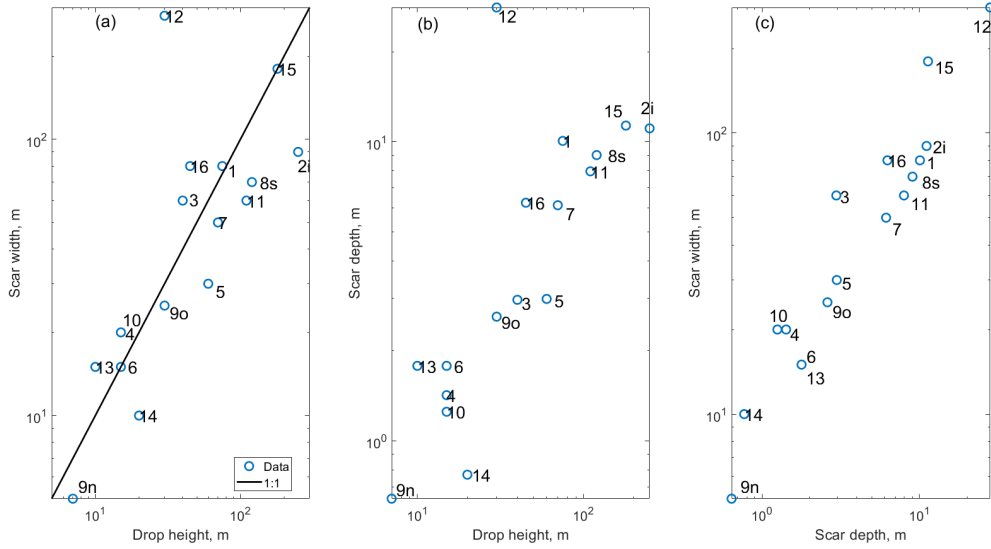 (a)
12
15
16
1
2i
8s
3
11
7
5
9o
10
4
13
6
14
9n
Data
1:1
10²
10¹
10¹
10²
Scar width, m
Drop height, m
(b)
12
15
2i
1
8s
11
16
7
3
5
9o
13
6
4
10
14
9n
10¹
10⁰
10¹
10²
Scar depth, m
Drop height, m
(c)
12
15
2i
16
1
8s
3
11
7
5
9o
10
4
6
13
14
9n
10²
10¹
10⁰
10¹
Scar width, m
Scar depth, m